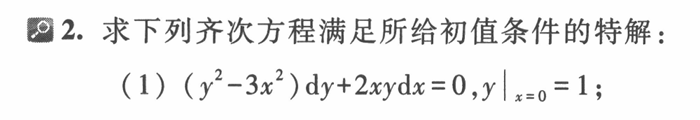 2. 求下列齐次方程满足所给初值条件的特解：
(1) (y²-3x²)dy+2xydx=0,y|ₓ₌₀=1；